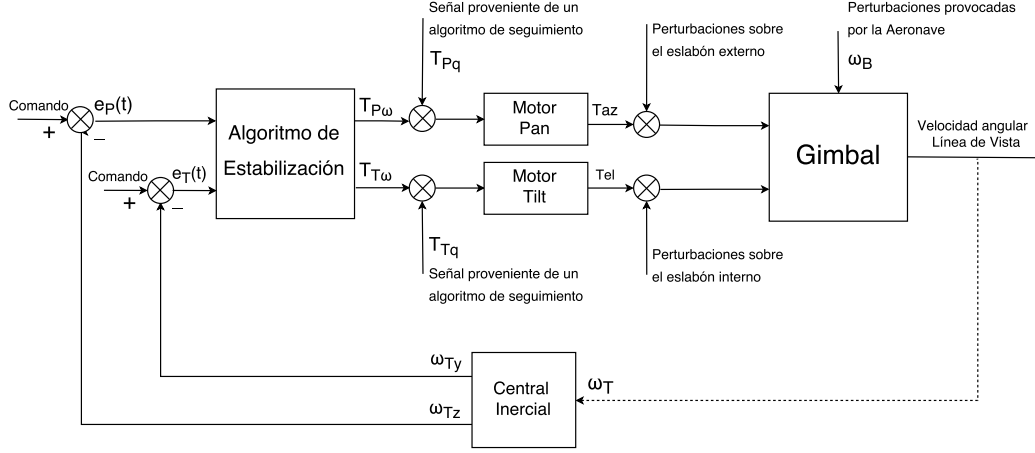 Señal proveniente de un
algoritmo de seguimiento
T_Pq
Perturbaciones sobre
el eslabón externo
Perturbaciones provocadas
por la Aeronave
ω_B
Comando
+
−
e_P(t)
Algoritmo de
Estabilización
T_Pω
Motor
Pan
Taz
Gimbal
Velocidad angular
Línea de Vista
Comando
+
−
e_T(t)
T_Tω
Motor
Tilt
Tel
T_Tq
Señal proveniente de un
algoritmo de seguimiento
Perturbaciones sobre
el eslabón interno
ω_Ty
ω_Tz
Central
Inercial
ω_T